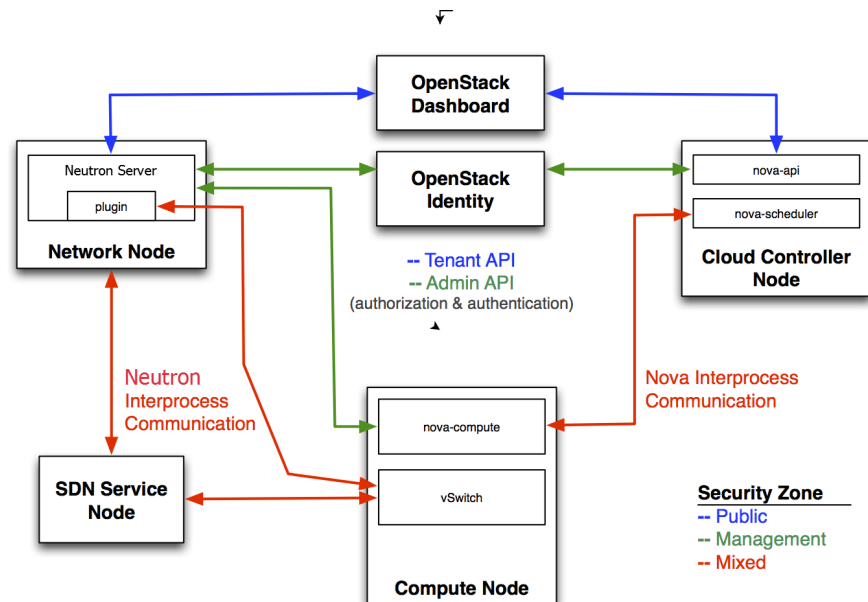 OpenStack
Dashboard
Neutron Server
plugin
Network Node
OpenStack
Identity
nova-api
nova-scheduler
Cloud Controller
Node
-- Tenant API
-- Admin API
(authorization & authentication)
Neutron
Interprocess
Communication
Nova Interprocess
Communication
nova-compute
vSwitch
Compute Node
SDN Service
Node
Security Zone
-- Public
-- Management
-- Mixed